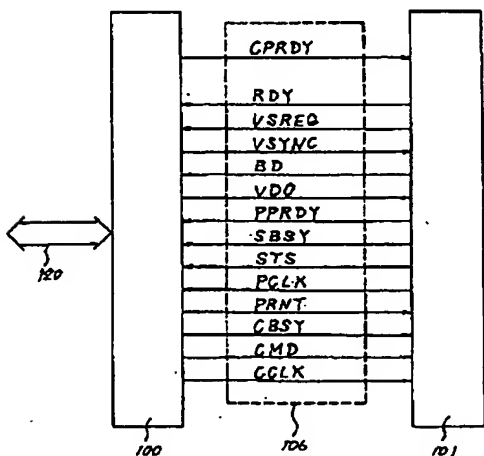 CPRDY
RDY
VSREQ
VSYNC
BD
VDO
PPRDY
SBSY
STS
PCLK
PRNT
CBSY
CMD
CCLK
120
100
106
101